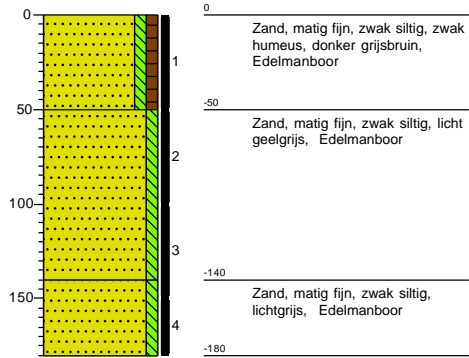 0
50
100
150
1
2
3
4
0
Zand, matig fijn, zwak siltig, zwak
humeus, donker grijsbruin,
Edelmanboor
-50
Zand, matig fijn, zwak siltig, licht
geelgrijs, Edelmanboor
-140
Zand, matig fijn, zwak siltig,
lichtgrijs, Edelmanboor
-180